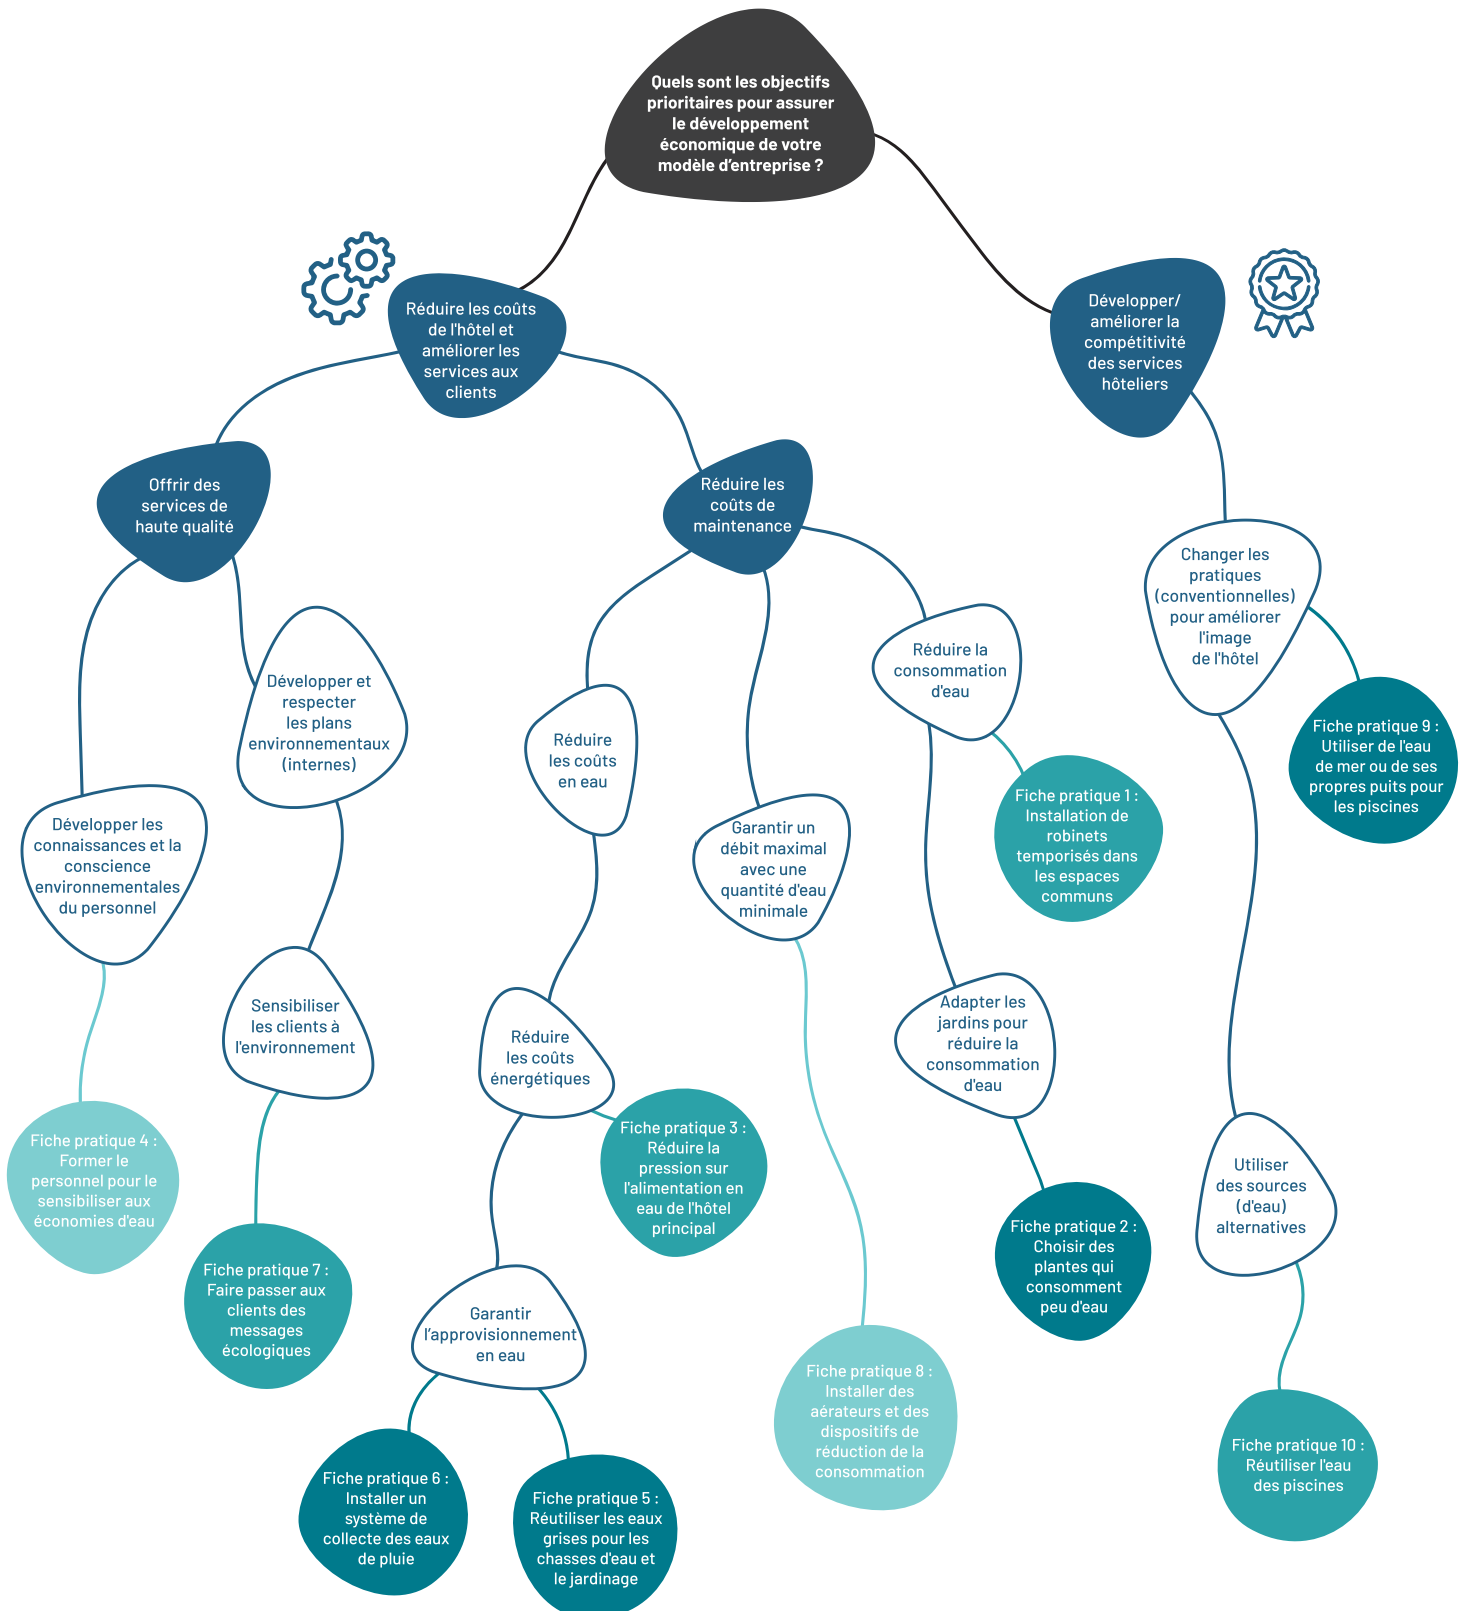 Quels sont les objectifs
prioritaires pour assurer
le développement
économique de votre
modèle d'entreprise ?
Réduire les coûts
de l'hôtel et
améliorer les
services aux
clients
Développer/
améliorer la
compétitivité
des services
hôteliers
Offrir des
services de
haute qualité
Réduire les
coûts de
maintenance
Changer les
pratiques
(conventionnelles)
pour améliorer
l'image
de l'hôtel
Développer et
respecter
les plans
environnementaux
(internes)
Réduire
les coûts
en eau
Réduire la
consommation
d'eau
Fiche pratique 9 :
Utiliser de l'eau
de mer ou de ses
propres puits pour
les piscines
Développer les
connaissances et la
conscience
environnementales
du personnel
Garantir un
débit maximal
avec une
quantité d'eau
minimale
Fiche pratique 1 :
Installation de
robinets
temporisés dans
les espaces
communs
Sensibiliser
les clients à
l'environnement
Réduire
les coûts
énergétiques
Adapter les
jardins pour
réduire la
consommation
d'eau
Fiche pratique 4 :
Former le
personnel pour le
sensibiliser aux
économies d'eau
Fiche pratique 3 :
Réduire la
pression sur
l'alimentation en
eau de l'hôtel
principal
Utiliser
des sources
(d'eau)
alternatives
Fiche pratique 7 :
Faire passer aux
clients des
messages
écologiques
Fiche pratique 2 :
Choisir des
plantes qui
consomment
peu d'eau
Garantir
l’approvisionnement
en eau
Fiche pratique 8 :
Installer des
aérateurs et des
dispositifs de
réduction de la
consommation
Fiche pratique 10 :
Réutiliser l'eau
des piscines
Fiche pratique 6 :
Installer un
système de
collecte des eaux
de pluie
Fiche pratique 5 :
Réutiliser les eaux
grises pour les
chasses d'eau et
le jardinage